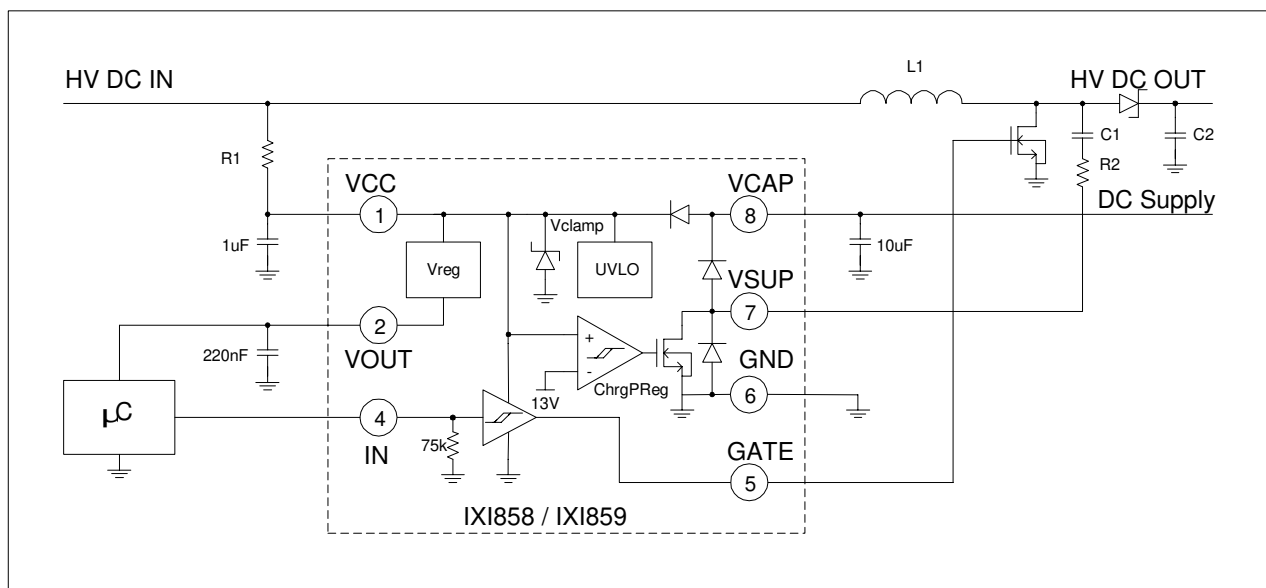 HV DC IN
L1
HV DC OUT
R1
C1
C2
R2
VCC
VCAP
1
8
DC Supply
Vclamp
1uF
10uF
Vreg
UVLO
VSUP
2
7
VOUT
220nF
+
-
GND
ChrgPReg
13V
6
µC
4
IN
75k
GATE
5
IXI858 / IXI859